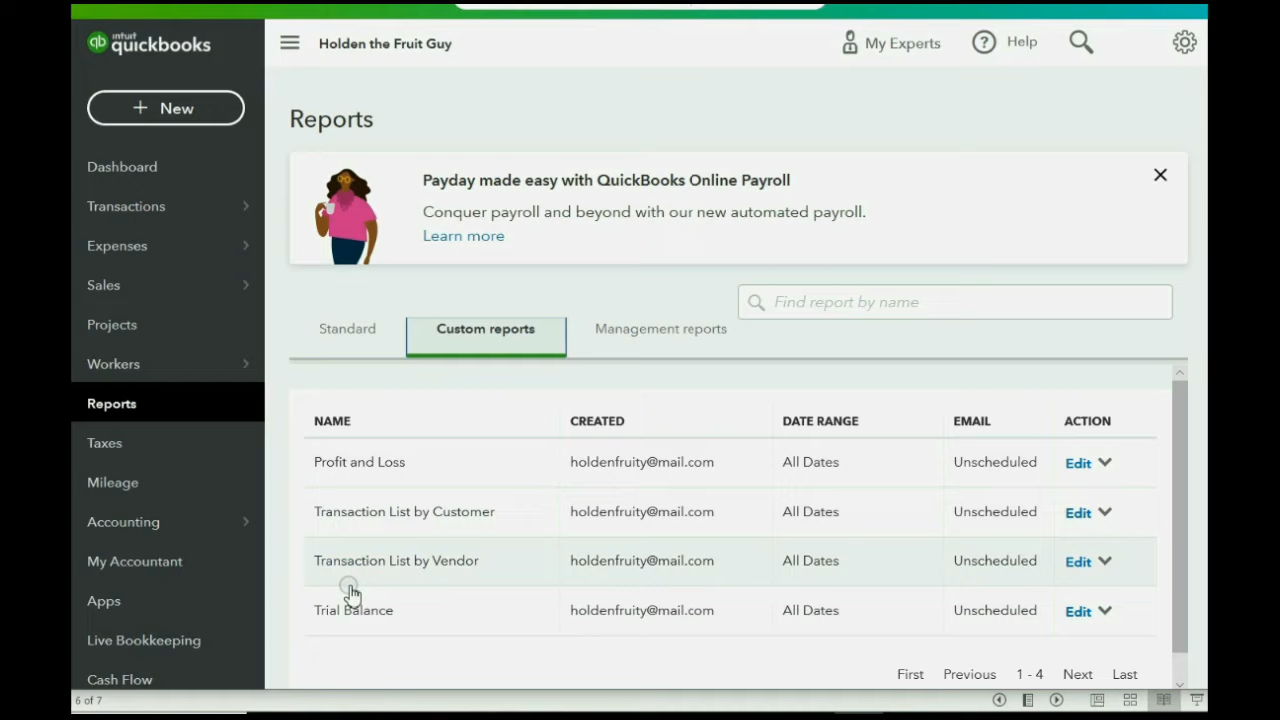 intuit
quickbooks
Holden the Fruit Guy
My Experts
Help
+ New
Dashboard
Transactions
Expenses
Sales
Projects
Workers
Reports
Taxes
Mileage
Accounting
My Accountant
Apps
Live Bookkeeping
Cash Flow
Reports
Payday made easy with QuickBooks Online Payroll
Conquer payroll and beyond with our new automated payroll.
Learn more
Find report by name
Standard Custom reports Management reports
NAME CREATED DATE RANGE EMAIL ACTION
Profit and Loss holdenfruity@mail.com All Dates Unscheduled Edit
Transaction List by Customer holdenfruity@mail.com All Dates Unscheduled Edit
Transaction List by Vendor holdenfruity@mail.com All Dates Unscheduled Edit
Trial Balance holdenfruity@mail.com All Dates Unscheduled Edit
First Previous 1 - 4 Next Last
6 of 7